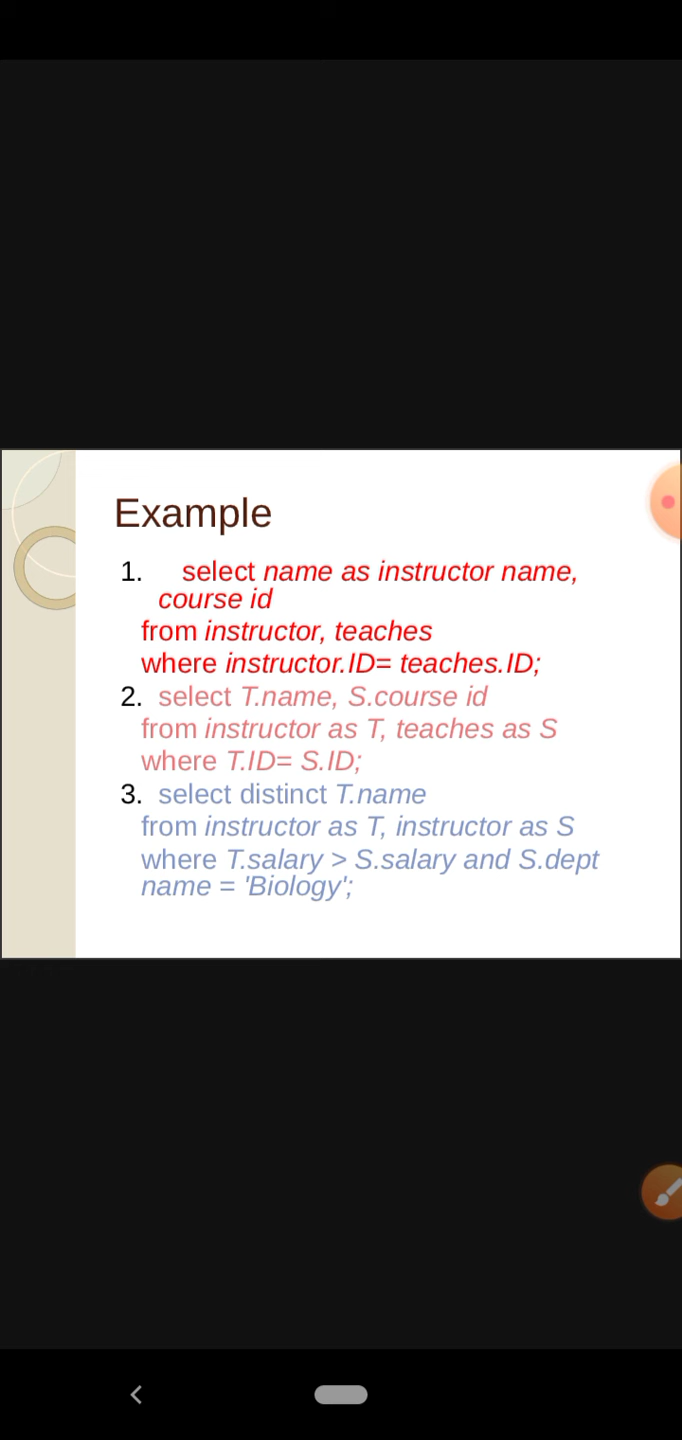 Example
1. select name as instructor name,
course id
from instructor, teaches
where instructor.ID= teaches.ID;
2. select T.name, S.course id
from instructor as T, teaches as S
where T.ID= S.ID;
3. select distinct T.name
from instructor as T, instructor as S
where T.salary > S.salary and S.dept
name = 'Biology';